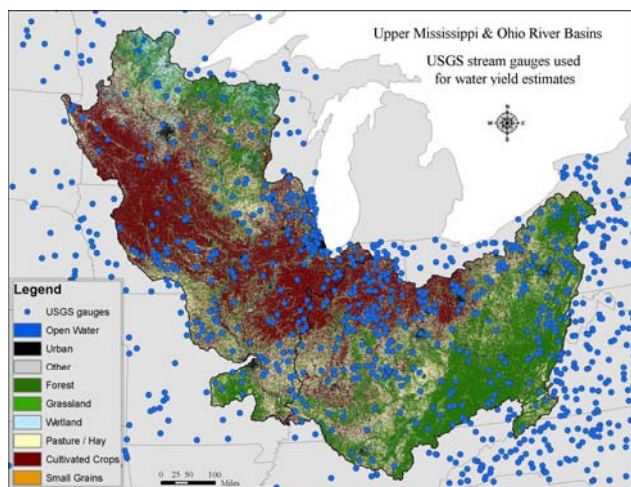 Upper Mississippi & Ohio River Basins
USGS stream gauges used
for water yield estimates
N
W
E
S
Legend
USGS gauges
Open Water
Urban
Other
Forest
Grassland
Wetland
Pasture / Hay
Cultivated Crops
Small Grains
0 25 50 100
Miles